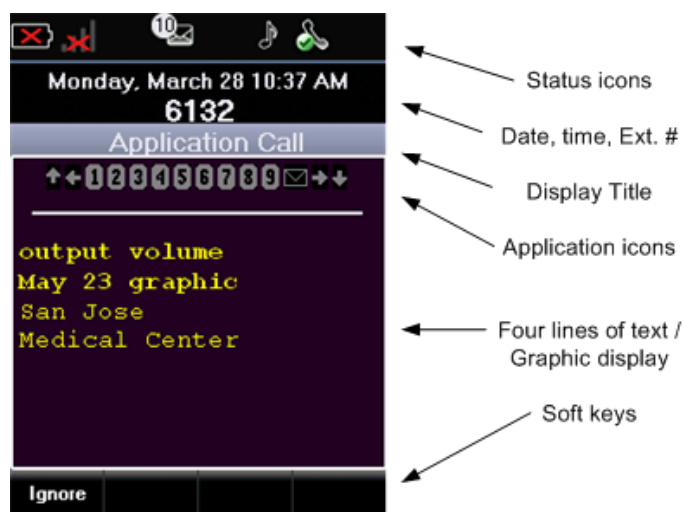 10
Monday, March 28 10:37 AM
6132
Application Call
1 2 3 4 5 6 7 8 9
output volume
May 23 graphic
San Jose
Medical Center
Ignore
Status icons
Date, time, Ext. #
Display Title
Application icons
Four lines of text /
Graphic display
Soft keys